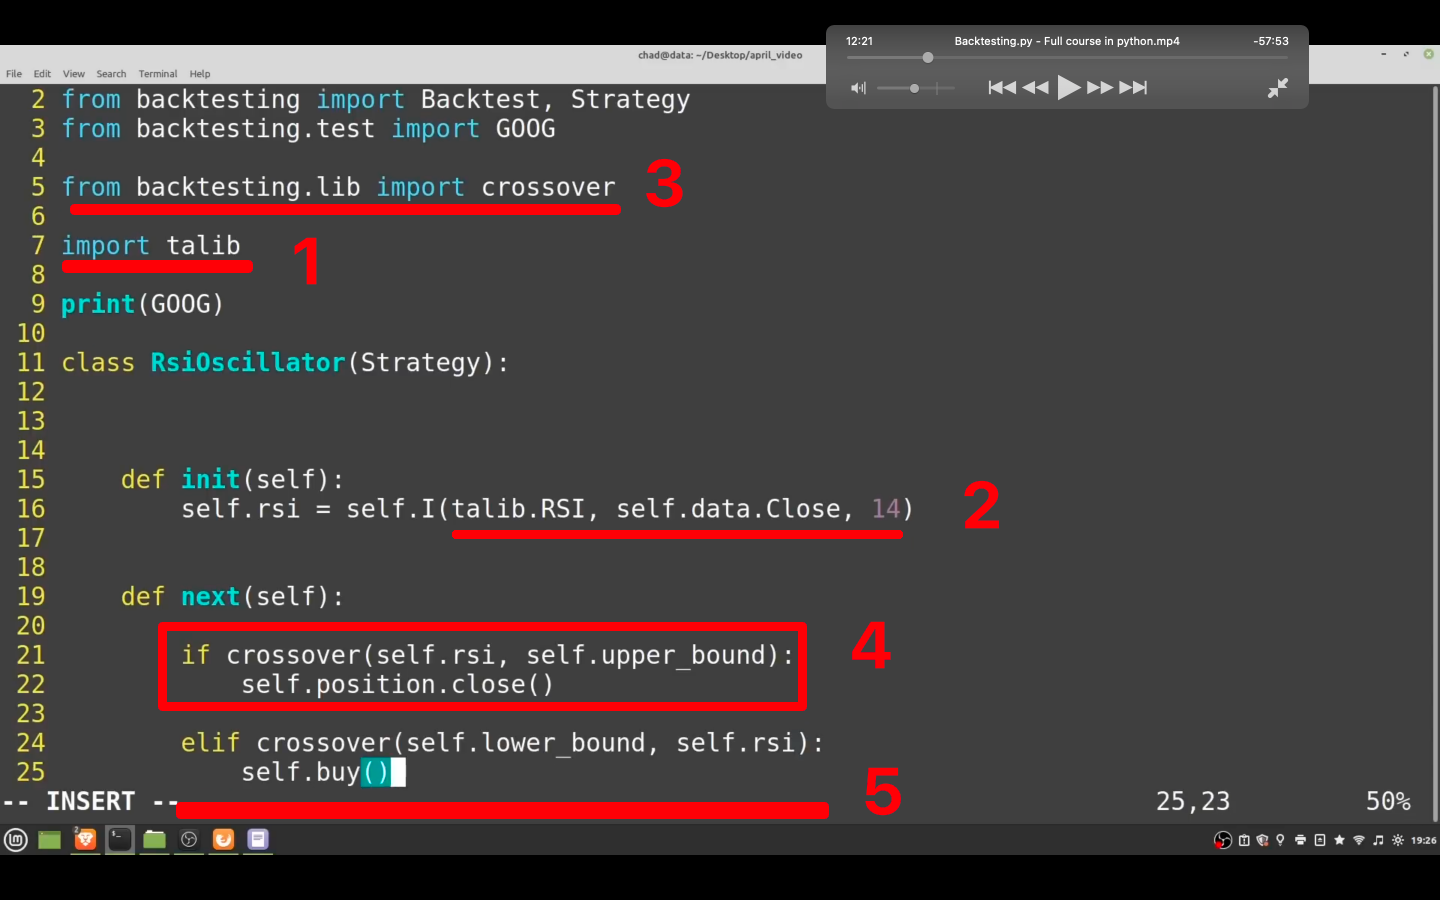 12:21 Backtesting.py - Full course in python.mp4 -57:53
chad@data: ~/Desktop/april_video
File Edit View Search Terminal Help
2 from backtesting import Backtest, Strategy
3 from backtesting.test import GOOG
4
5 from backtesting.lib import crossover 3
6
7 import talib 1
8
9 print(GOOG)
10
11 class RsiOscillator(Strategy):
12
13
14
15     def init(self):
16         self.rsi = self.I(talib.RSI, self.data.Close, 14) 2
17
18
19     def next(self):
20
21         if crossover(self.rsi, self.upper_bound): 4
22             self.position.close()
23
24         elif crossover(self.lower_bound, self.rsi):
25             self.buy() 5
-- INSERT -- 25,23 50%
2
19:26